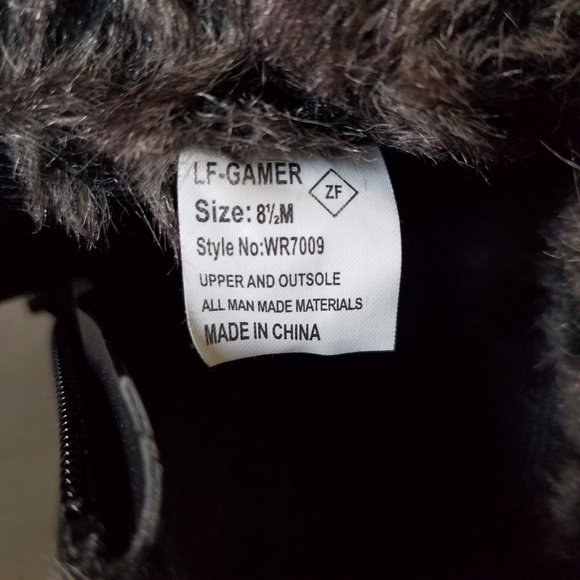 LF-GAMER
ZF
Size: 8½M
Style No:WR7009
UPPER AND OUTSOLE
ALL MAN MADE MATERIALS
MADE IN CHINA